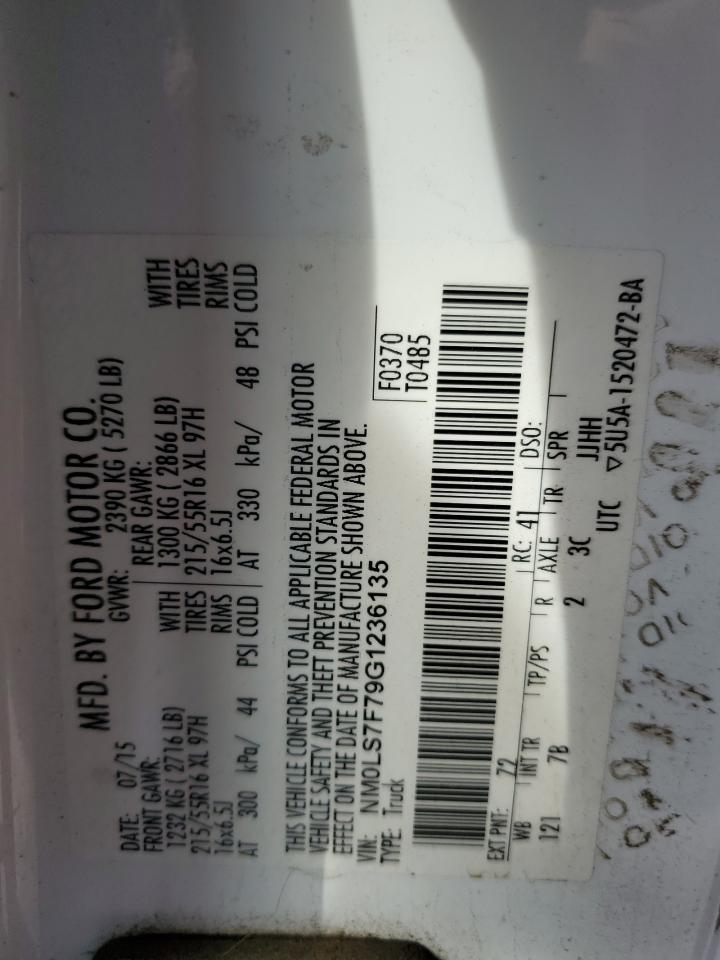 MFD. BY FORD MOTOR CO.
DATE: 07/15 GVWR: 2390 KG ( 5270 LB)
FRONT GAWR: REAR GAWR:
1232 KG ( 2716 LB) WITH 1300 KG ( 2866 LB) WITH
215/55R16 XL 97H TIRES 215/55R16 XL 97H TIRES
16x6.5J RIMS 16x6.5J RIMS
AT 300 kPa/ 44 PSI COLD AT 330 kPa/ 48 PSI COLD
THIS VEHICLE CONFORMS TO ALL APPLICABLE FEDERAL MOTOR
VEHICLE SAFETY AND THEFT PREVENTION STANDARDS IN
EFFECT ON THE DATE OF MANUFACTURE SHOWN ABOVE.
VIN: NM0LS7F79G1236135 F0370
TYPE: Truck T0485
EXT PNT: 72 RC: 41 DSO:
WB INT TR TP/PS R AXLE TR SPR
121 7B 2 3C JJHH
UTC ▽5U5A-1520472-BA